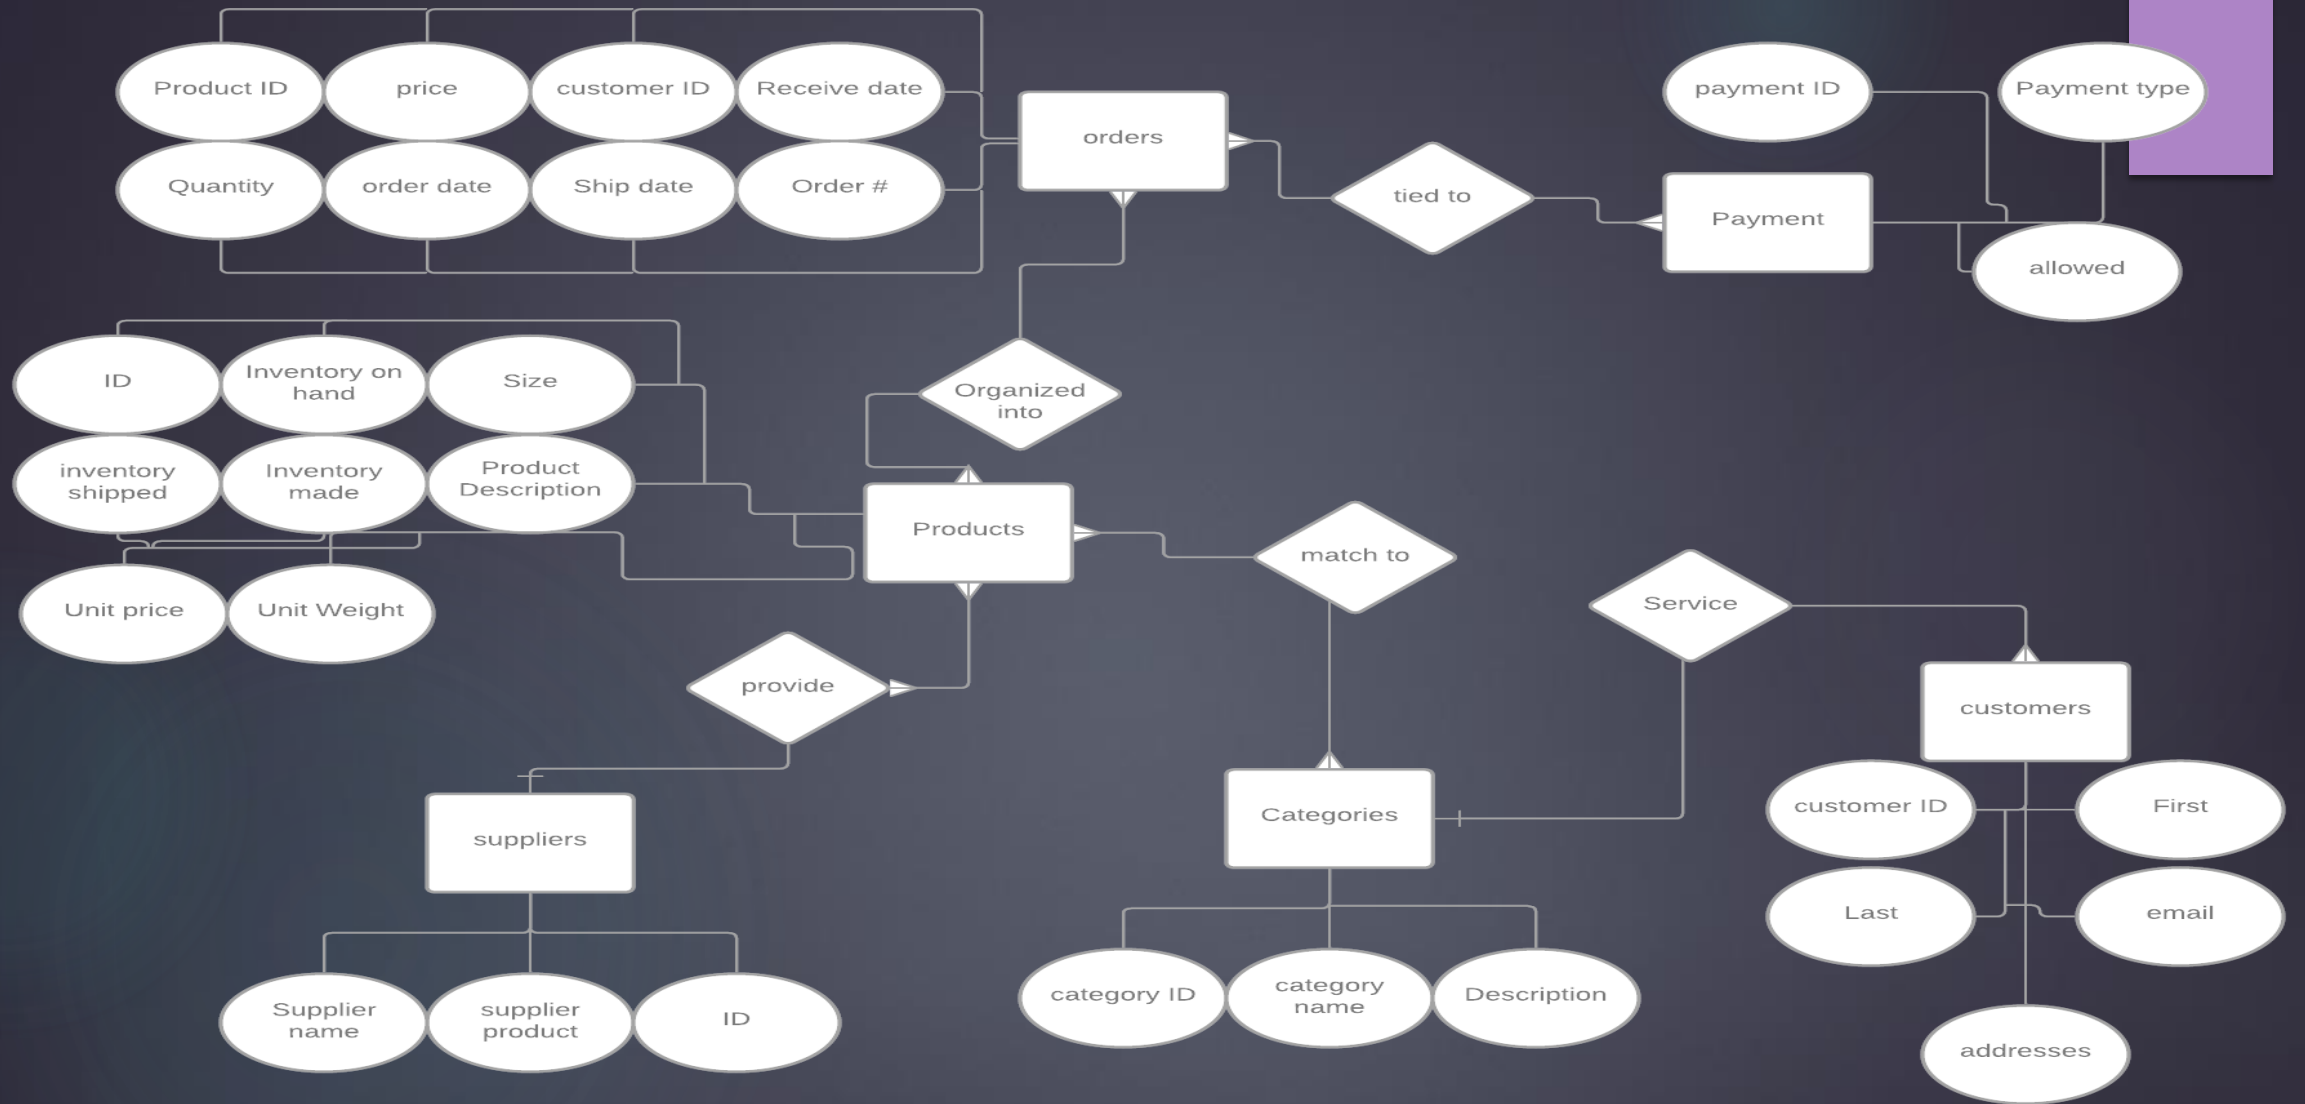 Product ID
price
customer ID
Receive date
payment ID
Payment type
orders
Quantity
order date
Ship date
Order #
tied to
Payment
allowed
ID
Inventory on
hand
Size
Organized
into
inventory
shipped
Inventory
made
Product
Description
Products
match to
Service
Unit price
Unit Weight
provide
customers
suppliers
Categories
customer ID
First
Last
email
Supplier
name
supplier
product
ID
category ID
category
name
Description
addresses